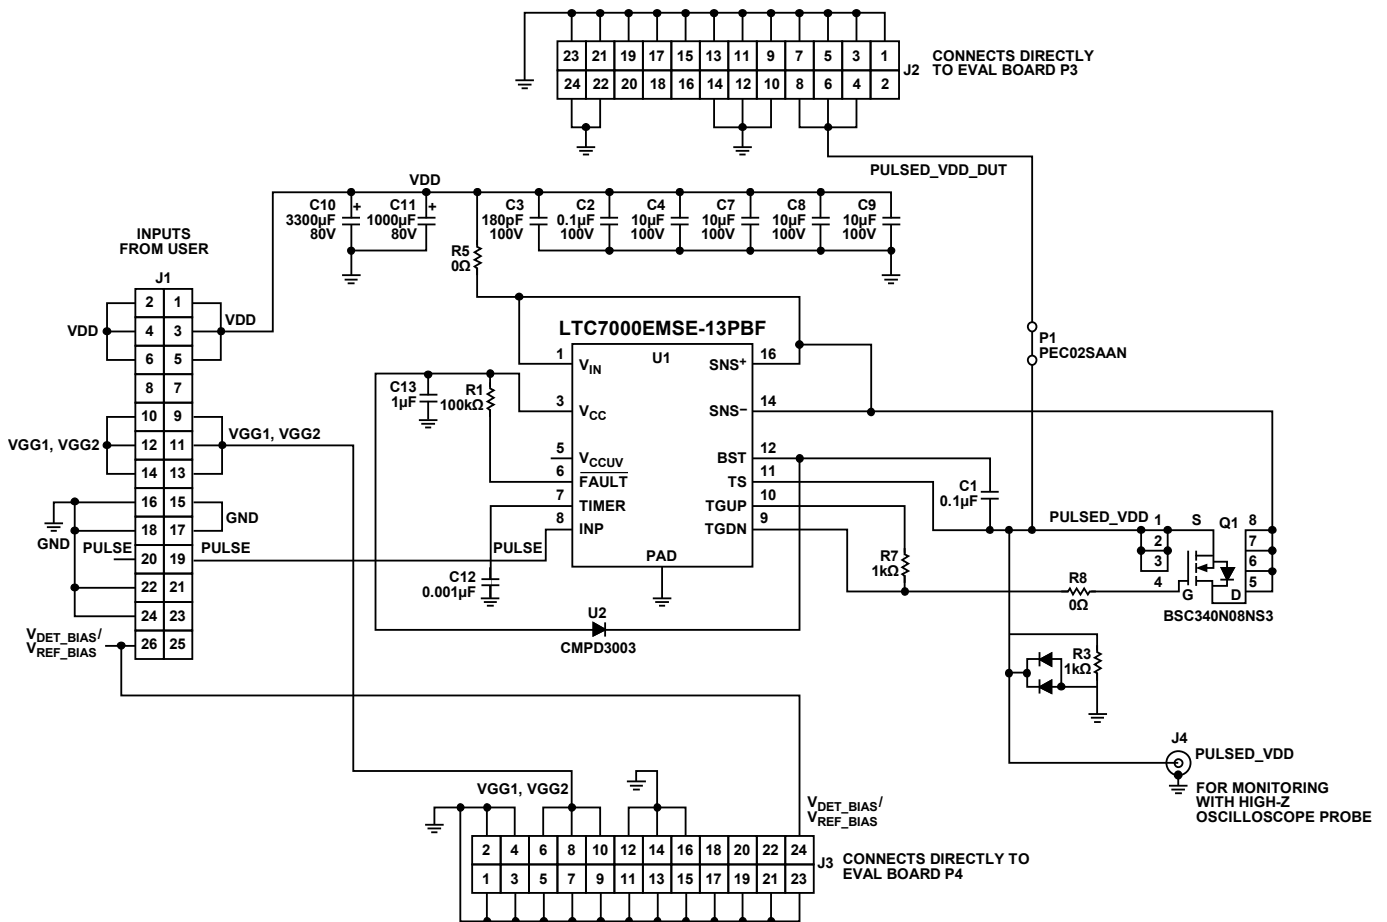 23 21 19 17 15 13 11 9 7 5 3 1
24 22 20 18 16 14 12 10 8 6 4 2
J2
CONNECTS DIRECTLY
TO EVAL BOARD P3
PULSED_VDD_DUT
VDD
C10
3300µF
80V
+
C11
1000µF
80V
+
C3
180pF
100V
C2
0.1µF
100V
C4
10µF
100V
C7
10µF
100V
C8
10µF
100V
C9
10µF
100V
R5
0Ω
INPUTS
FROM USER
J1
2 1
4 3
6 5
8 7
10 9
12 11
14 13
16 15
18 17
20 19
22 21
24 23
26 25
VDD
VDD
VGG1, VGG2
VGG1, VGG2
GND
GND
PULSE
PULSE
VDET_BIAS/
VREF_BIAS
LTC7000EMSE-13PBF
U1
1 VIN
3 VCC
5 VCCUV
6 FAULT
7 TIMER
8 INP
SNS+ 16
SNS– 14
BST 12
TS 11
TGUP 10
TGDN 9
PAD
C13
1µF
R1
100kΩ
PULSE
C12
0.001µF
U2
CMPD3003
C1
0.1µF
R7
1kΩ
P1
PEC02SAAN
PULSED_VDD
1
2
3
4
S
G
D
Q1
8
7
6
5
BSC340N08NS3
R8
0Ω
R3
1kΩ
J4
PULSED_VDD
FOR MONITORING
WITH HIGH-Z
OSCILLOSCOPE PROBE
VGG1, VGG2
VDET_BIAS/
VREF_BIAS
2 4 6 8 10 12 14 16 18 20 22 24
1 3 5 7 9 11 13 15 17 19 21 23
J3
CONNECTS DIRECTLY TO
EVAL BOARD P4